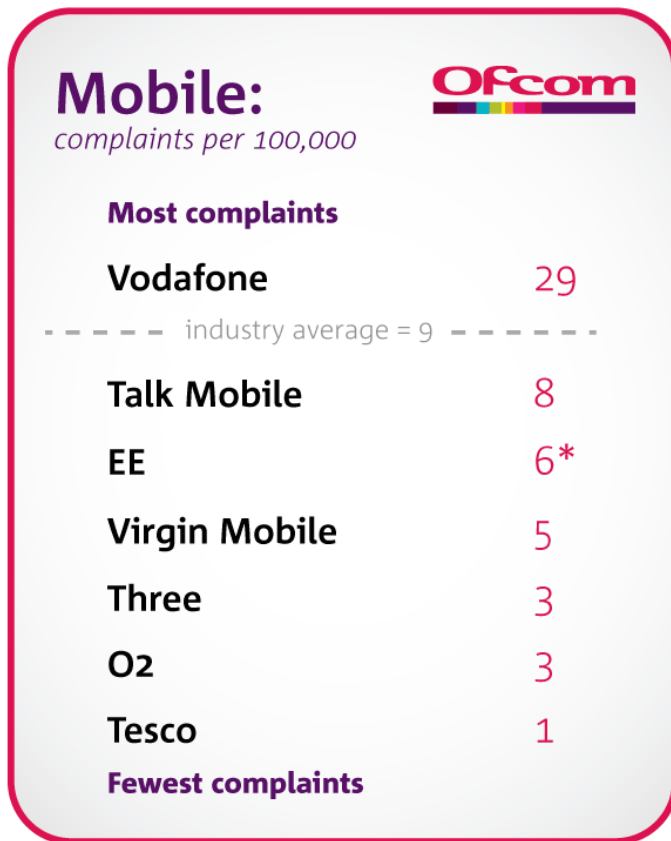 Mobile:
Ofcom
complaints per 100,000
Most complaints
Vodafone 29
industry average = 9
Talk Mobile 8
EE 6*
Virgin Mobile 5
Three 3
O2 3
Tesco 1
Fewest complaints